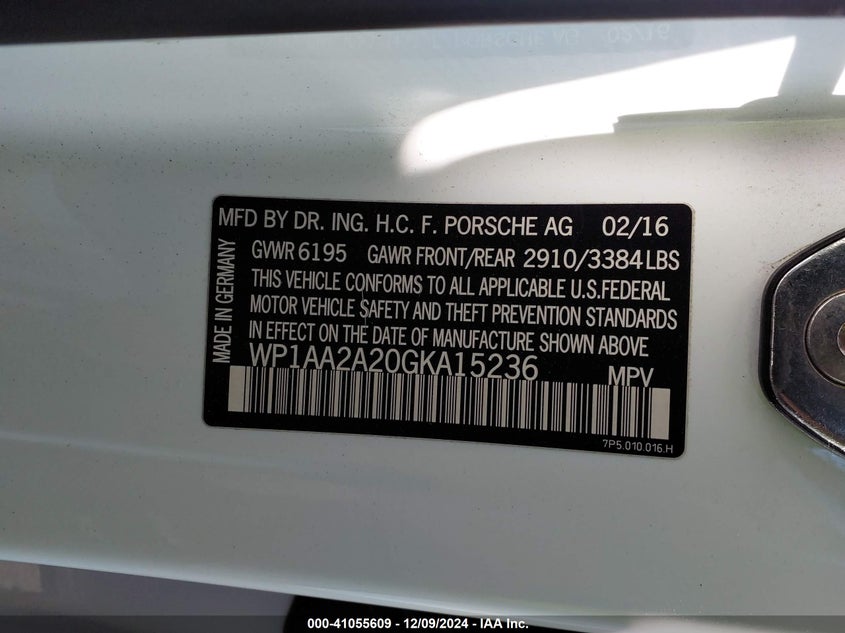 MFD BY DR. ING. H.C. F. PORSCHE AG 02/16
GVWR 6195 GAWR FRONT/REAR 2910/3384 LBS
THIS VEHICLE CONFORMS TO ALL APPLICABLE U.S.FEDERAL
MOTOR VEHICLE SAFETY AND THEFT PREVENTION STANDARDS
IN EFFECT ON THE DATE OF MANUFACTURE SHOWN ABOVE
WP1AA2A20GKA15236 MPV
MADE IN GERMANY
7P5.010.016.H
000-41055609 - 12/09/2024 - IAA Inc.